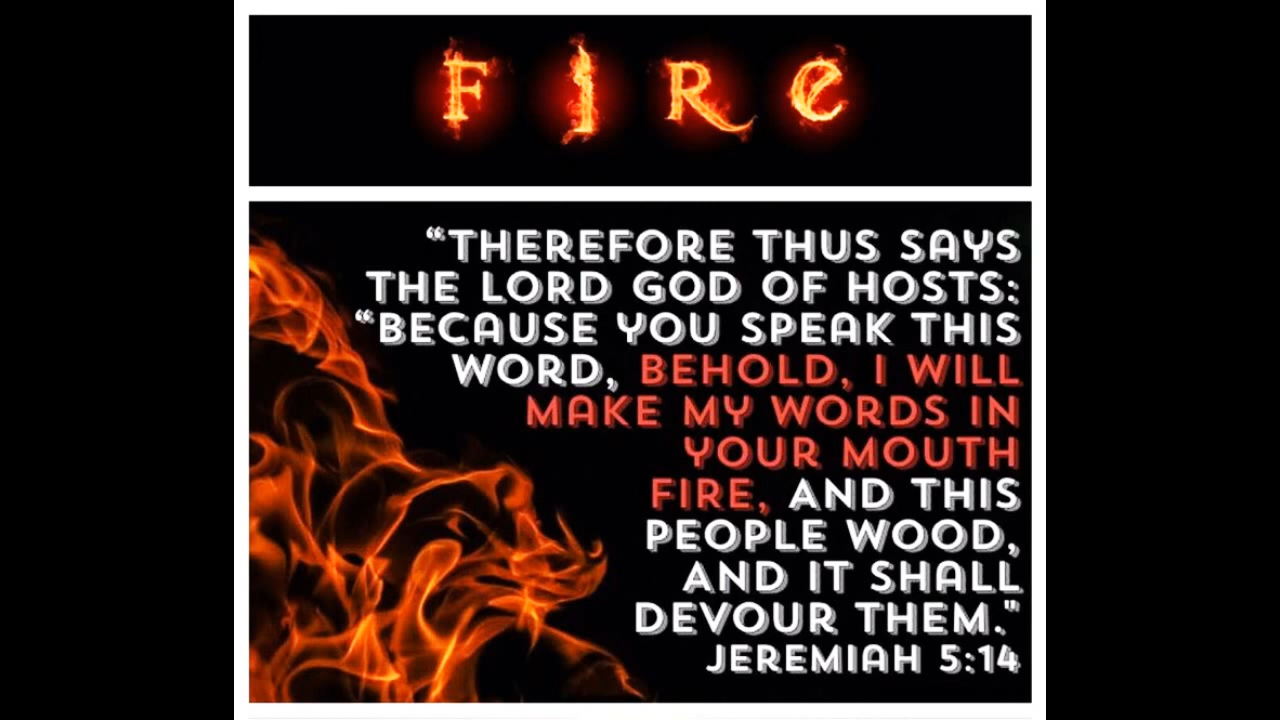 FIRE
“THEREFORE THUS SAYS
THE LORD GOD OF HOSTS:
“BECAUSE YOU SPEAK THIS
WORD, BEHOLD, I WILL
MAKE MY WORDS IN
YOUR MOUTH
FIRE, AND THIS
PEOPLE WOOD,
AND IT SHALL
DEVOUR THEM."
JEREMIAH 5:14